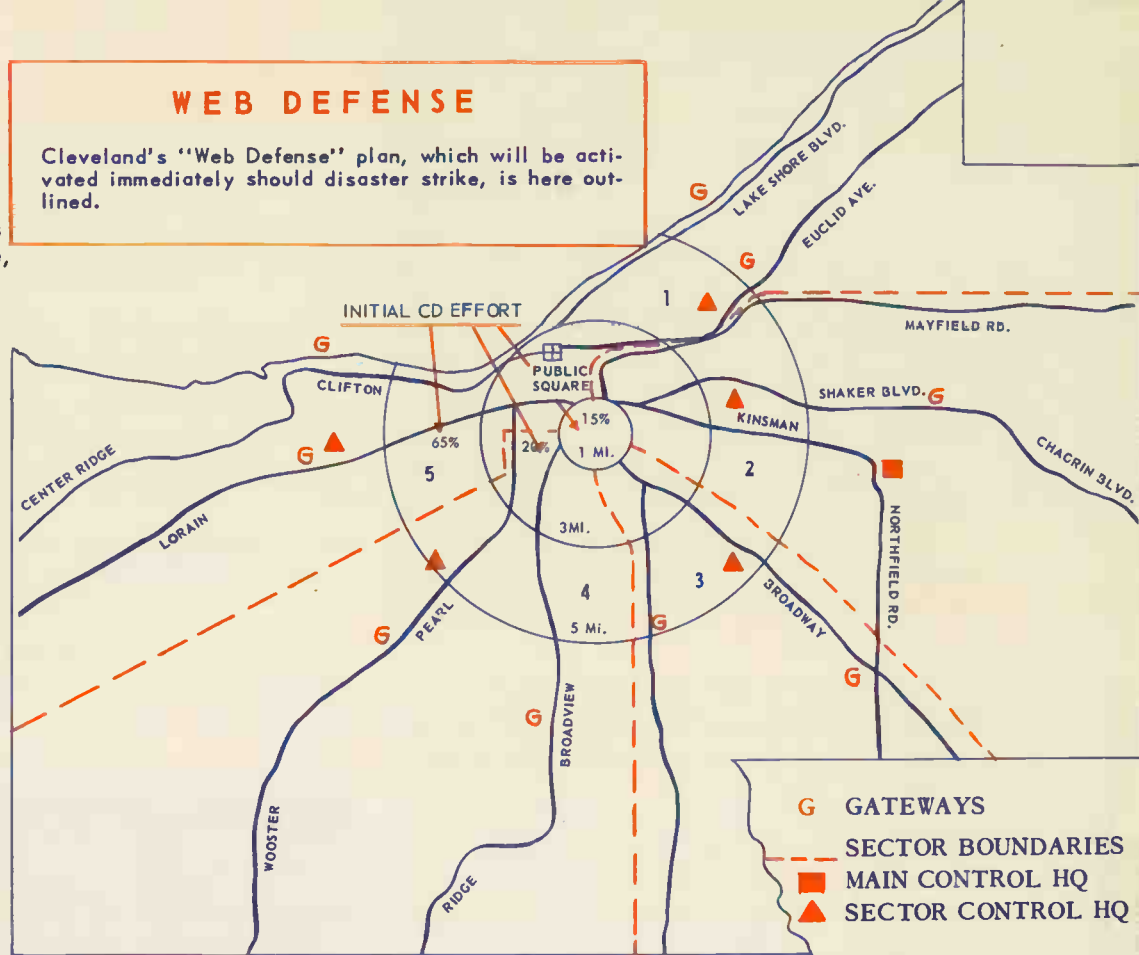 WEB DEFENSE
Cleveland's "Web Defense" plan, which will be acti-
vated immediately should disaster strike, is here out-
lined.
G
LAKE SHORE BLVD.
EUCLID AVE.
G
1
INITIAL CD EFFORT
MAYFIELD RD.
G
PUBLIC
SQUARE
CLIFTON
SHAKER BLVD.
G
15%
KINSMAN
65%
20%
1 MI.
G
5
2
CHAGRIN BLVD.
CENTER RIDGE
LORAIN
3MI.
NORTHFIELD RD.
4
3
BROADWAY
5 Mi.
G
PEARL
G
G
BROADVIEW
G
WOOSTER
RIDGE
G GATEWAYS
SECTOR BOUNDARIES
MAIN CONTROL HQ
SECTOR CONTROL HQ